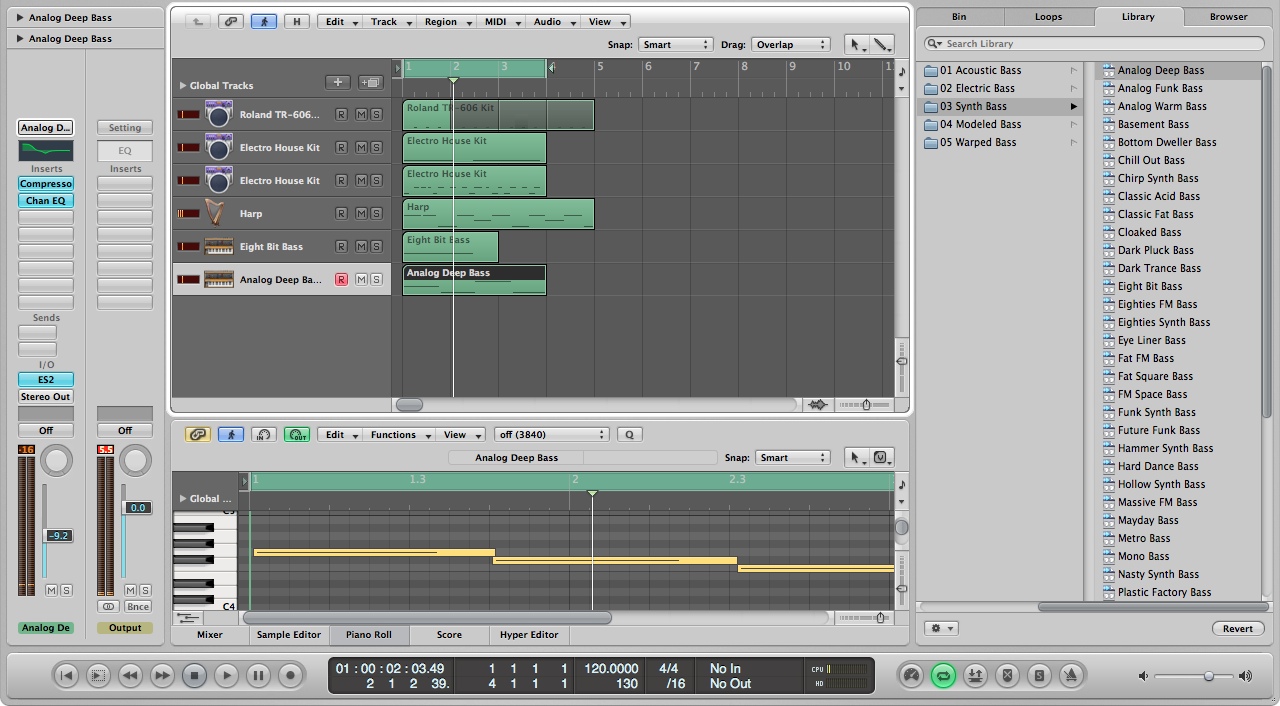 Analog Deep Bass
Analog Deep Bass
Analog D...
Setting
EQ
Inserts
Inserts
Compresso
Chan EQ
Sends
I/O
ES2
Stereo Out
Off
Off
-16
5.5
-9.2
0.0
M S
M S
Bnce
Analog De
Output
H
Edit Track Region MIDI Audio View
Snap: Smart Drag: Overlap
Global Tracks
1 2 3 4 5 6 7 8 9 10 11
Roland TR-606... R M S
Roland TR-606 Kit
Electro House Kit R M S
Electro House Kit
Electro House Kit R M S
Electro House Kit
Harp R M S
Harp
Eight Bit Bass R M S
Eight Bit Bass
Analog Deep Ba... R M S
Analog Deep Bass
IN OUT
Edit Functions View
off (3840)
Q
Analog Deep Bass
Snap: Smart
Global ...
1 1.3 2 2.3
C5
C4
Mixer Sample Editor Piano Roll Score Hyper Editor
Bin Loops Library Browser
Search Library
01 Acoustic Bass
02 Electric Bass
03 Synth Bass
04 Modeled Bass
05 Warped Bass
Analog Deep Bass
Analog Funk Bass
Analog Warm Bass
Basement Bass
Bottom Dweller Bass
Chill Out Bass
Chirp Synth Bass
Classic Acid Bass
Classic Fat Bass
Cloaked Bass
Dark Pluck Bass
Dark Trance Bass
Eight Bit Bass
Eighties FM Bass
Eighties Synth Bass
Eye Liner Bass
Fat FM Bass
Fat Square Bass
FM Space Bass
Funk Synth Bass
Future Funk Bass
Hammer Synth Bass
Hard Dance Bass
Hollow Synth Bass
Massive FM Bass
Mayday Bass
Metro Bass
Mono Bass
Nasty Synth Bass
Plastic Factory Bass
Revert
01 : 00 : 02 : 03.49 1 1 1 1 120.0000 4/4 No In CPU
2 1 2 39. 4 1 1 1 130 /16 No Out HD
S